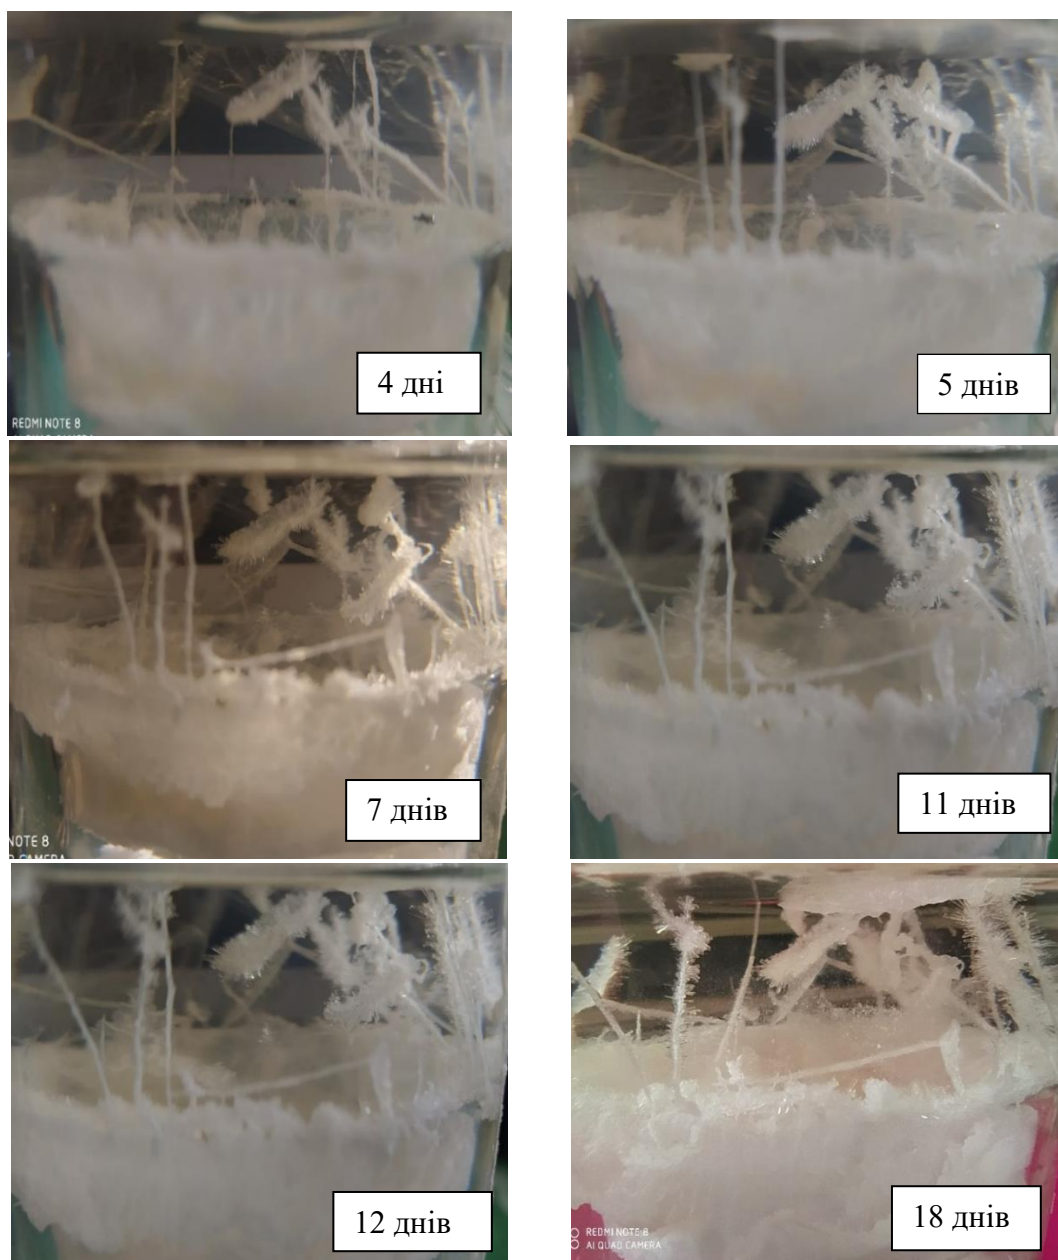 4 дні
5 днів
REDMI NOTE 8
7 днів
11 днів
NOTE 8
CAMERA
12 днів
18 днів
REDMI NOTE 8
AI QUAD CAMERA